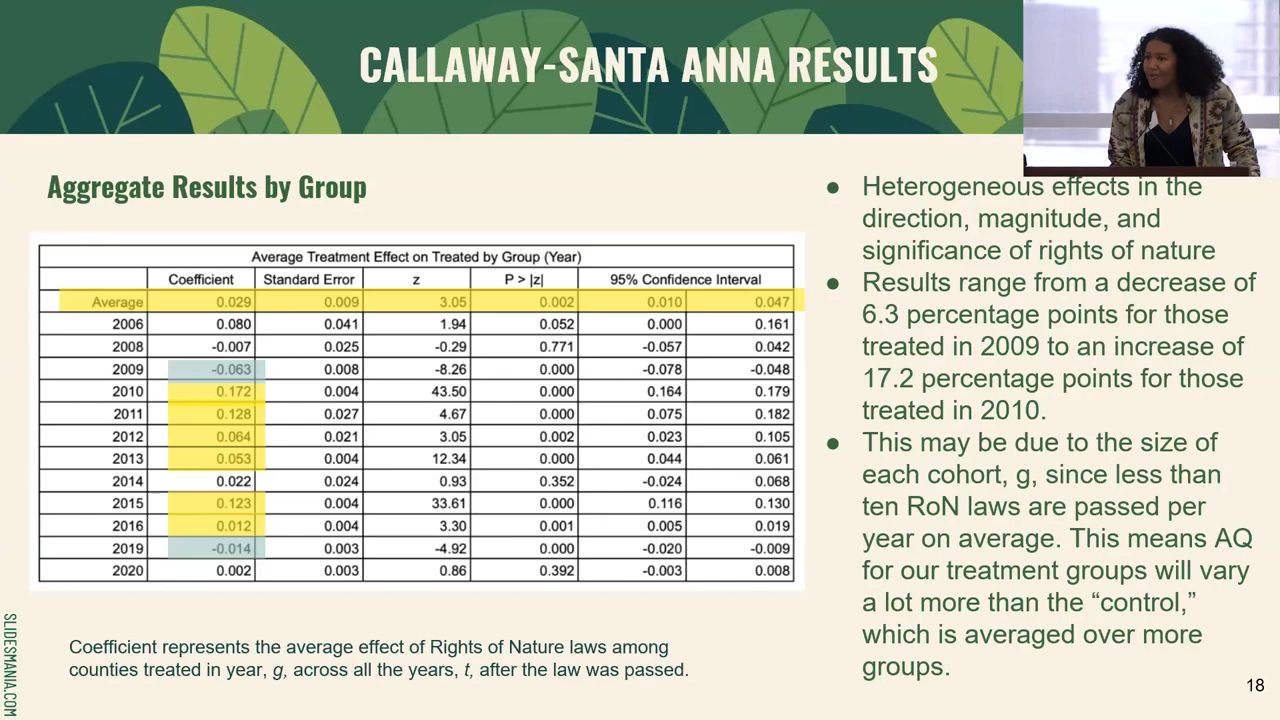 CALLAWAY-SANTA ANNA RESULTS
Aggregate Results by Group
Average Treatment Effect on Treated by Group (Year)
Coefficient Standard Error z P > |z| 95% Confidence Interval
Average 0.029 0.009 3.05 0.002 0.010 0.047
2006 0.080 0.041 1.94 0.052 0.000 0.161
2008 -0.007 0.025 -0.29 0.771 -0.057 0.042
2009 -0.063 0.008 -8.26 0.000 -0.078 -0.048
2010 0.172 0.004 43.50 0.000 0.164 0.179
2011 0.128 0.027 4.67 0.000 0.075 0.182
2012 0.064 0.021 3.05 0.002 0.023 0.105
2013 0.053 0.004 12.34 0.000 0.044 0.061
2014 0.022 0.024 0.93 0.352 -0.024 0.068
2015 0.123 0.004 33.61 0.000 0.116 0.130
2016 0.012 0.004 3.30 0.001 0.005 0.019
2019 -0.014 0.003 -4.92 0.000 -0.020 -0.009
2020 0.002 0.003 0.86 0.392 -0.003 0.008
Coefficient represents the average effect of Rights of Nature laws among
counties treated in year, g, across all the years, t, after the law was passed.
● Heterogeneous effects in the
direction, magnitude, and
significance of rights of nature
● Results range from a decrease of
6.3 percentage points for those
treated in 2009 to an increase of
17.2 percentage points for those
treated in 2010.
● This may be due to the size of
each cohort, g, since less than
ten RoN laws are passed per
year on average. This means AQ
for our treatment groups will vary
a lot more than the “control,”
which is averaged over more
groups.
SLIDESMANIA.COM
18